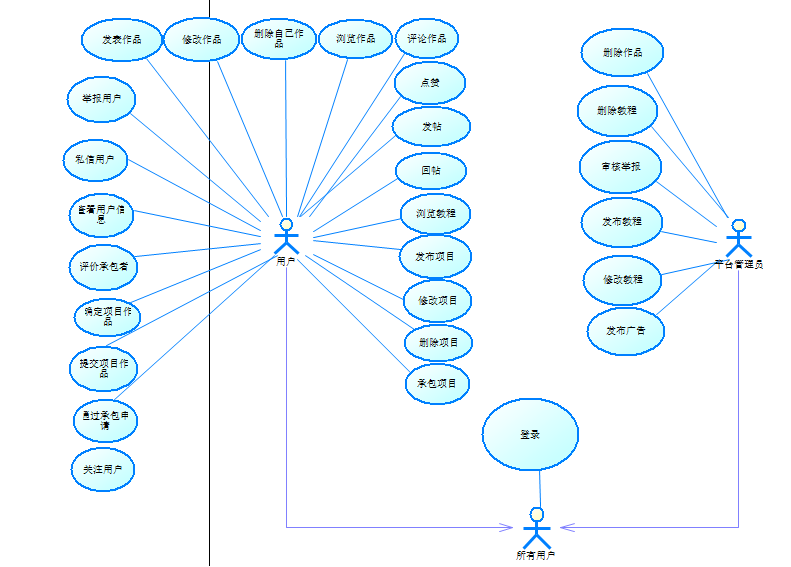 发表作品
修改作品
删除自己作
品
浏览作品
评论作品
点赞
发帖
回帖
浏览教程
发布项目
修改项目
删除项目
承包项目
举报用户
私信用户
查看用户信
息
评价承包者
确定项目作
品
提交项目作
品
通过承包申
请
关注用户
用户
删除作品
删除教程
审核举报
发布教程
修改教程
发布广告
平台管理员
登录
所有用户